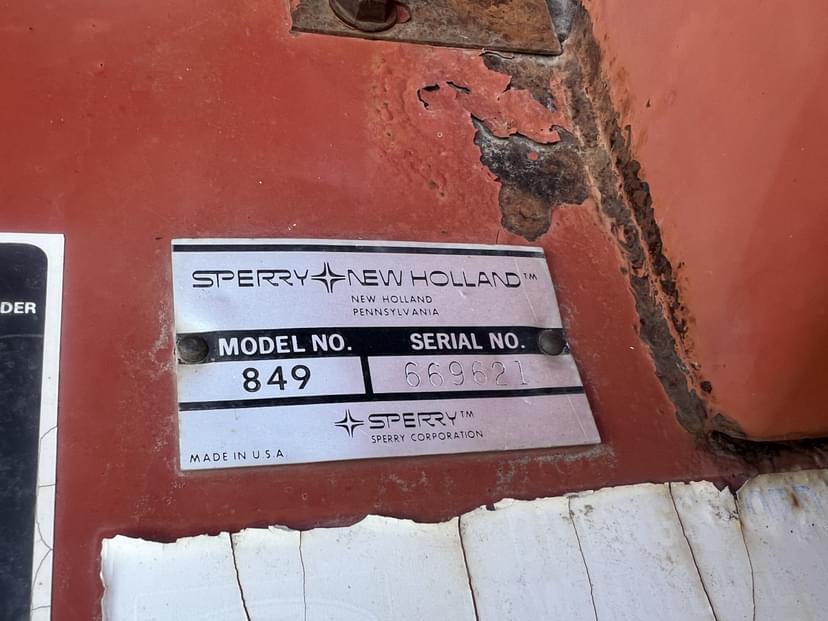 DER
SPERRY NEW HOLLAND™
NEW HOLLAND
PENNSYLVANIA
MODEL NO. SERIAL NO.
849 669621
SPERRY™
SPERRY CORPORATION
MADE IN U.S.A.